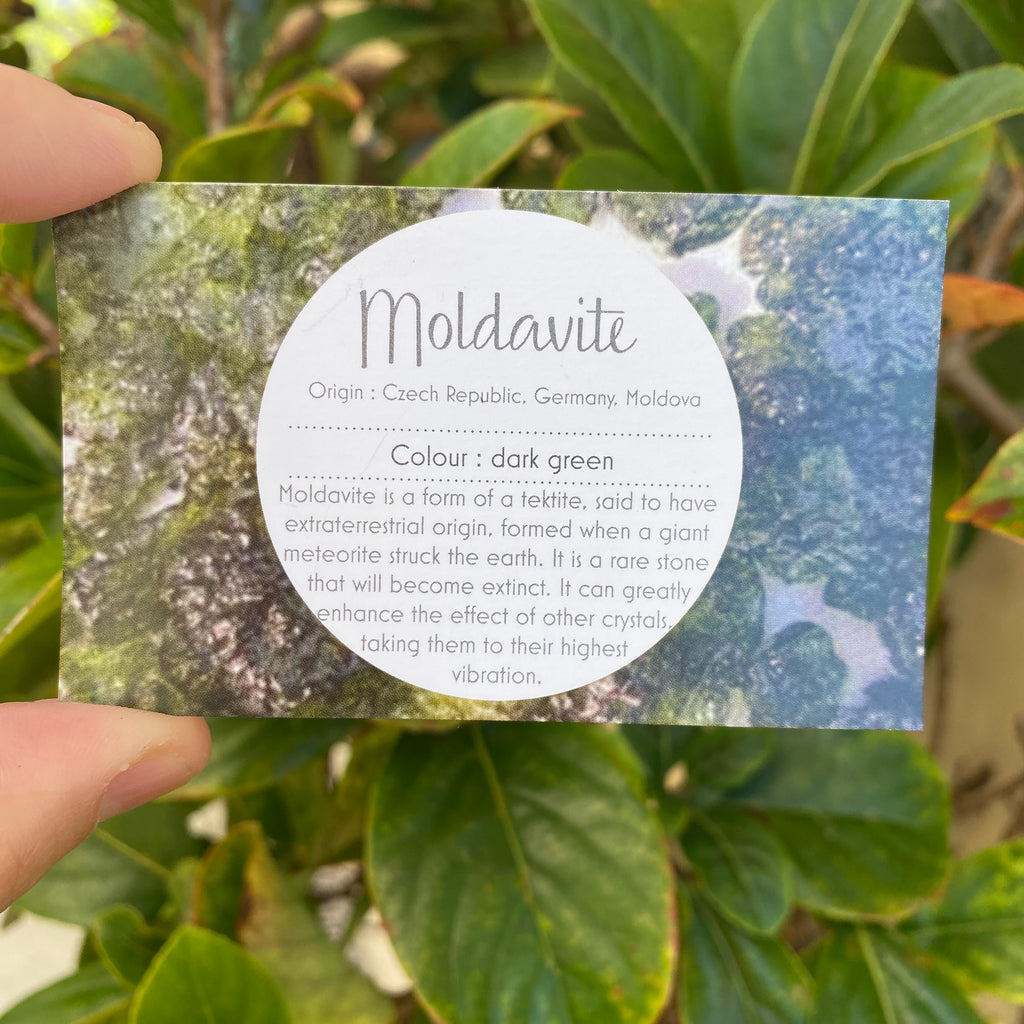 Moldavite
Origin : Czech Republic, Germany, Moldova
Colour : dark green
Moldavite is a form of a tektite, said to have
extraterrestrial origin, formed when a giant
meteorite struck the earth. It is a rare stone
that will become extinct. It can greatly
enhance the effect of other crystals,
taking them to their highest
vibration.